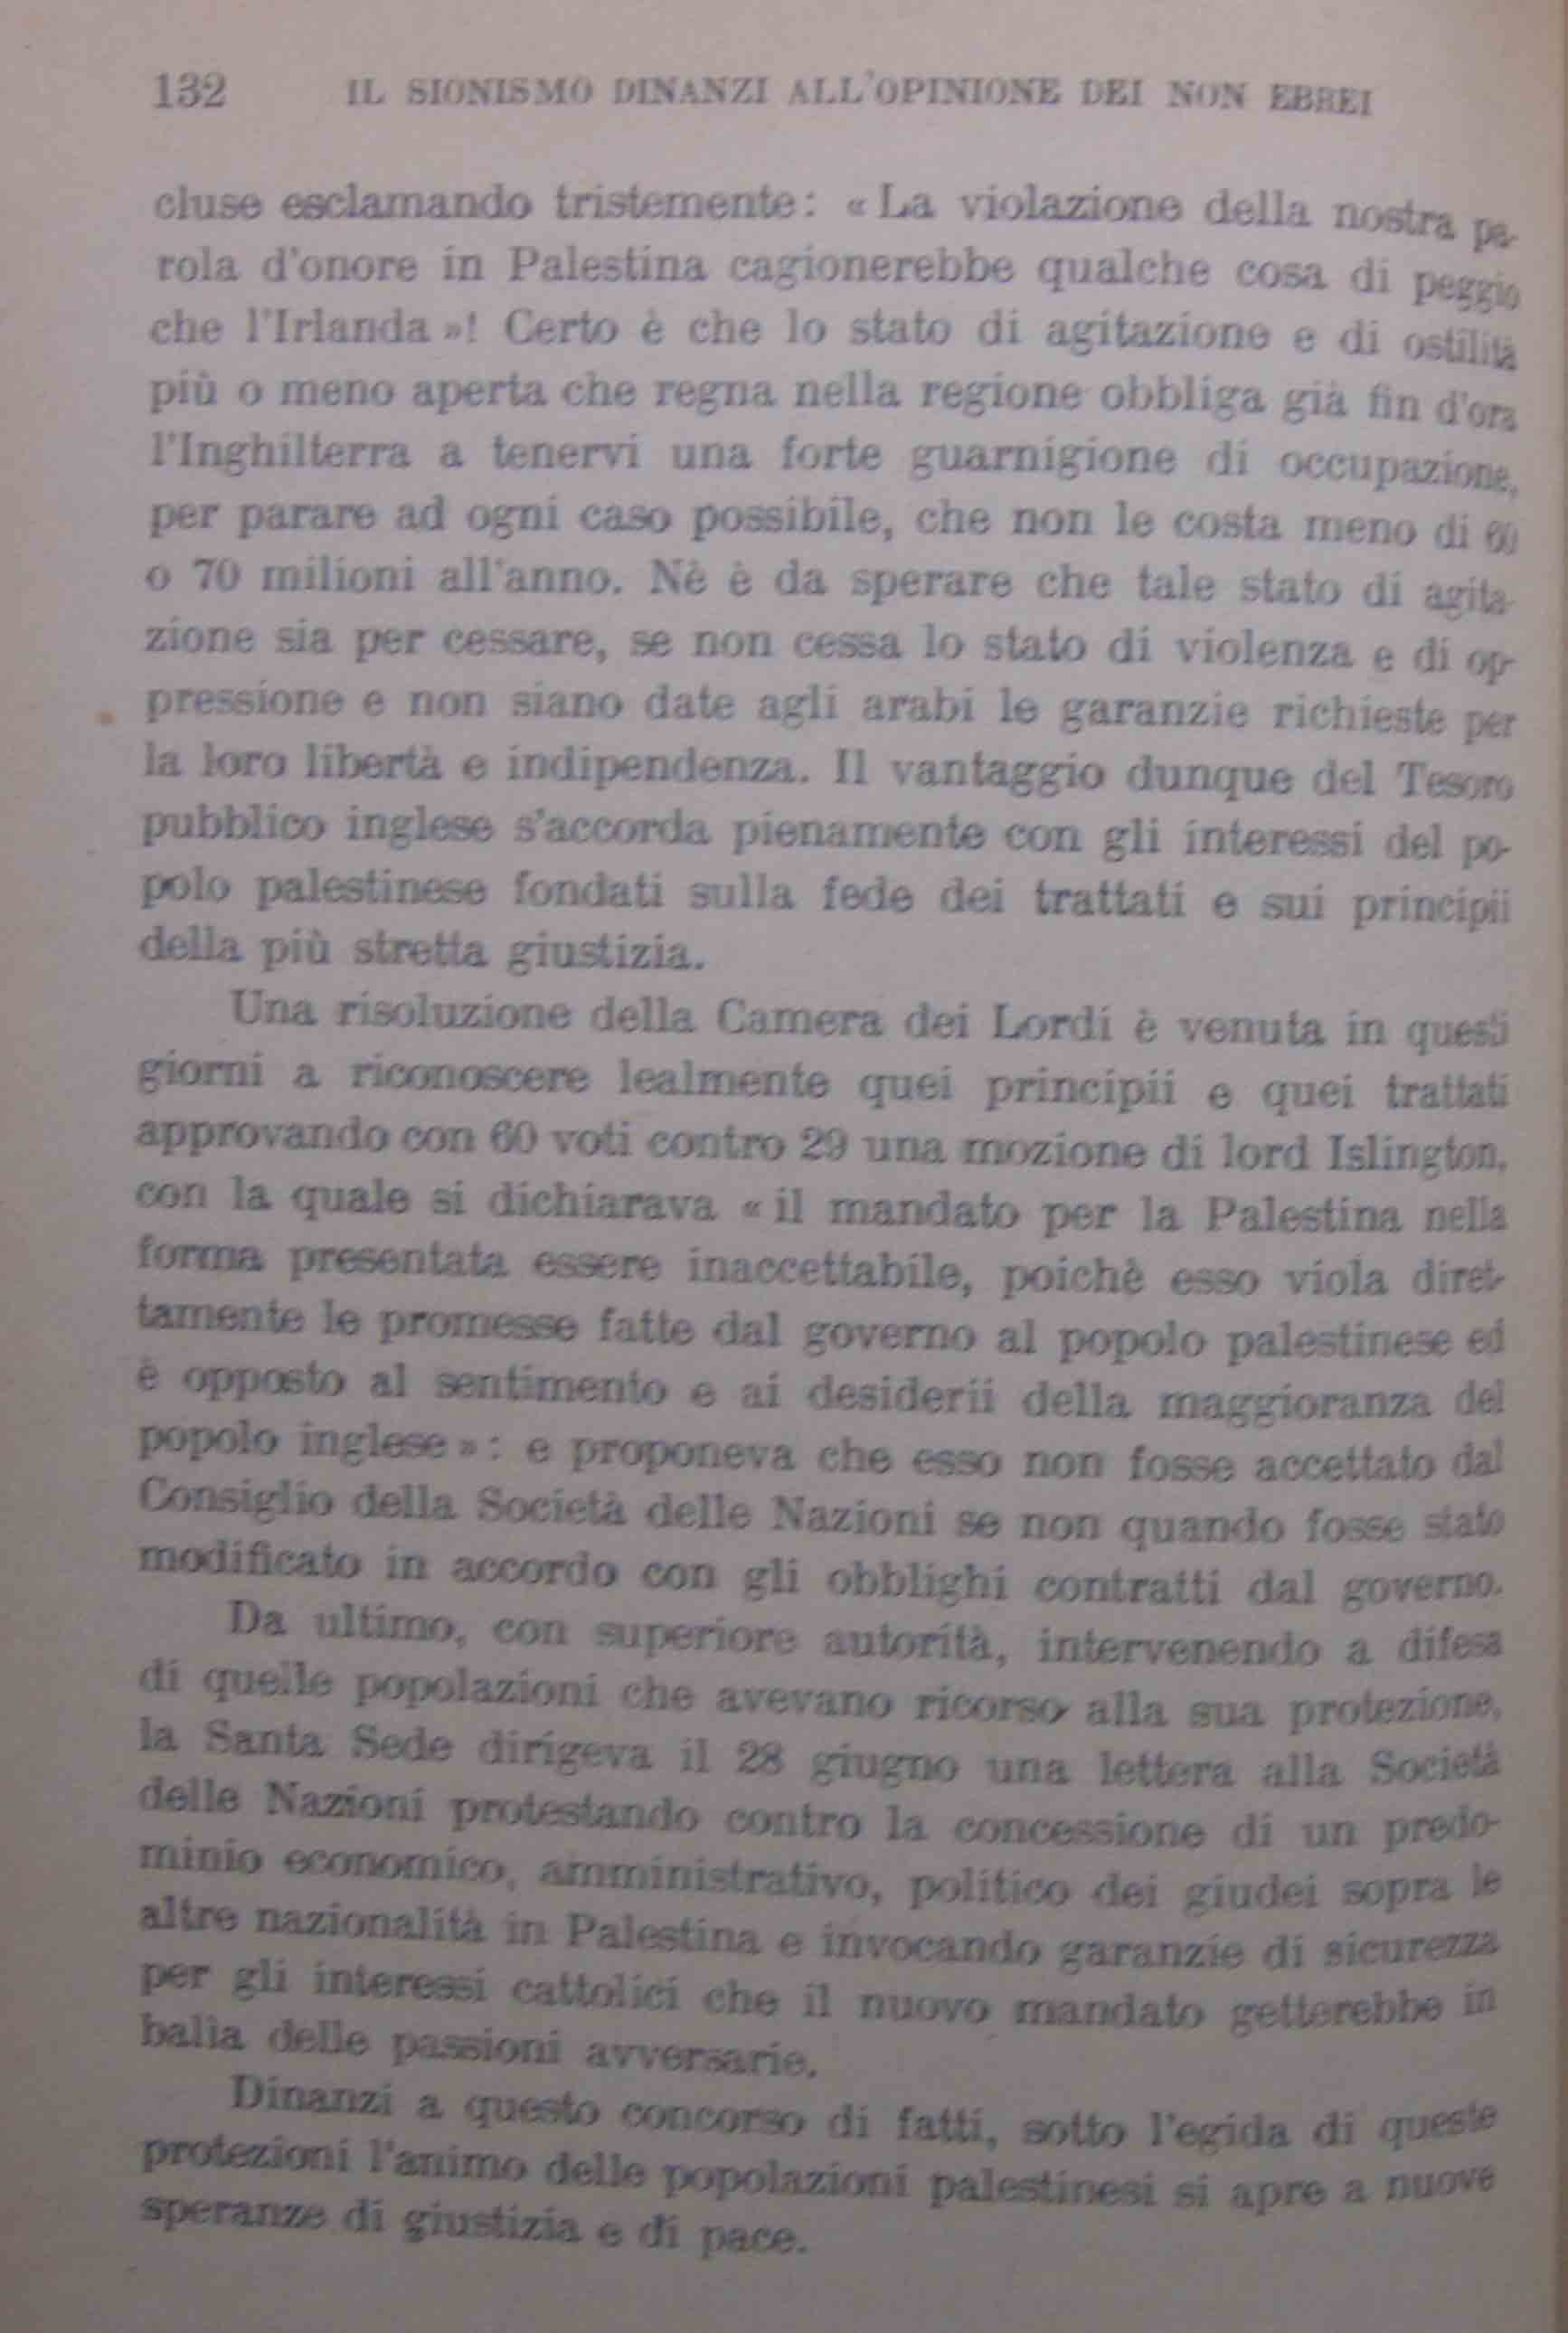 132 IL SIONISMO DINANZI ALL'OPINIONE DEI NON EBREI
cluse esclamando tristemente: « La violazione della nostra pa-
rola d'onore in Palestina cagionerebbe qualche cosa di peggio
che l'Irlanda »! Certo è che lo stato di agitazione e di ostilità
più o meno aperta che regna nella regione obbliga già fin d'ora
l'Inghilterra a tenervi una forte guarnigione di occupazione,
per parare ad ogni caso possibile, che non le costa meno di 60
o 70 milioni all'anno. Nè è da sperare che tale stato di agita-
zione sia per cessare, se non cessa lo stato di violenza e di op-
pressione e non siano date agli arabi le garanzie richieste per
la loro libertà e indipendenza. Il vantaggio dunque del Tesoro
pubblico inglese s'accorda pienamente con gli interessi del po-
polo palestinese fondati sulla fede dei trattati e sui principii
della più stretta giustizia.
Una risoluzione della Camera dei Lordi è venuta in questi
giorni a riconoscere lealmente quei principii e quei trattati
approvando con 60 voti contro 29 una mozione di lord Islington,
con la quale si dichiarava « il mandato per la Palestina nella
forma presentata essere inaccettabile, poichè esso viola diret-
tamente le promesse fatte dal governo al popolo palestinese ed
è opposto al sentimento e ai desiderii della maggioranza del
popolo inglese »: e proponeva che esso non fosse accettato dal
Consiglio della Società delle Nazioni se non quando fosse stato
modificato in accordo con gli obblighi contratti dal governo.
Da ultimo, con superiore autorità, intervenendo a difesa
di quelle popolazioni che avevano ricorso alla sua protezione,
la Santa Sede dirigeva il 28 giugno una lettera alla Società
delle Nazioni protestando contro la concessione di un predo-
minio economico, amministrativo, politico dei giudei sopra le
altre nazionalità in Palestina e invocando garanzie di sicurezza
per gli interessi cattolici che il nuovo mandato getterebbe in
balìa delle passioni avversarie.
Dinanzi a questo concorso di fatti, sotto l'egida di queste
protezioni l'animo delle popolazioni palestinesi si apre a nuove
speranze di giustizia e di pace.